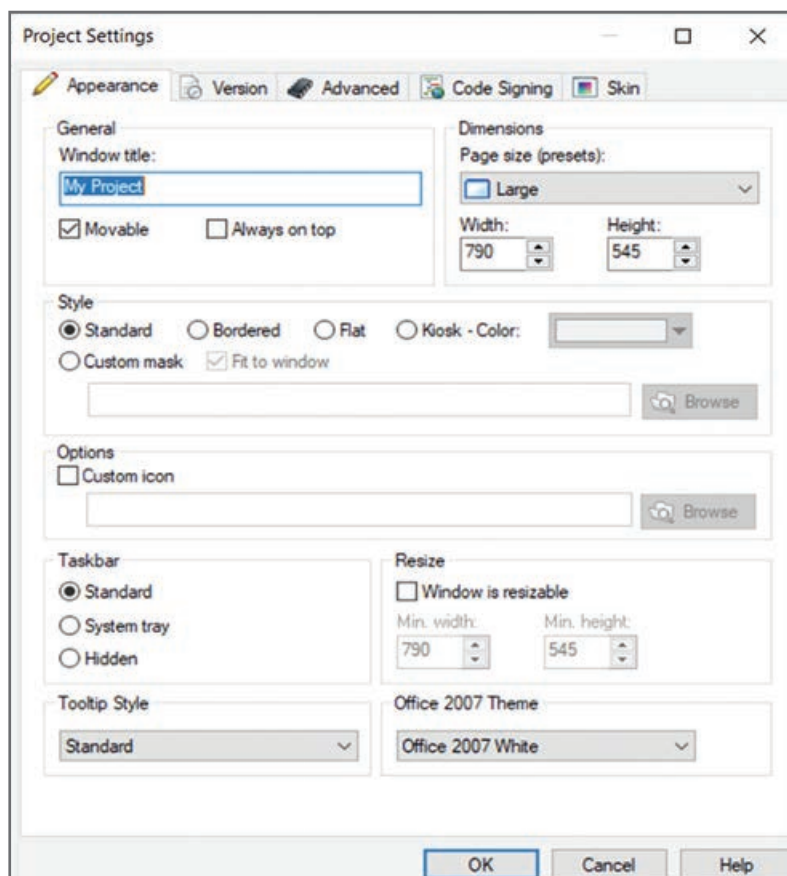 Project Settings
Appearance Version Advanced Code Signing Skin
General
Window title:
My Project
Movable Always on top
Dimensions
Page size (presets):
Large
Width: Height:
790 545
Style
Standard Bordered Flat Kiosk - Color:
Custom mask Fit to window
Browse
Options
Custom icon
Browse
Taskbar
Standard
System tray
Hidden
Resize
Window is resizable
Min. width: Min. height:
790 545
Tooltip Style
Standard
Office 2007 Theme
Office 2007 White
OK Cancel Help